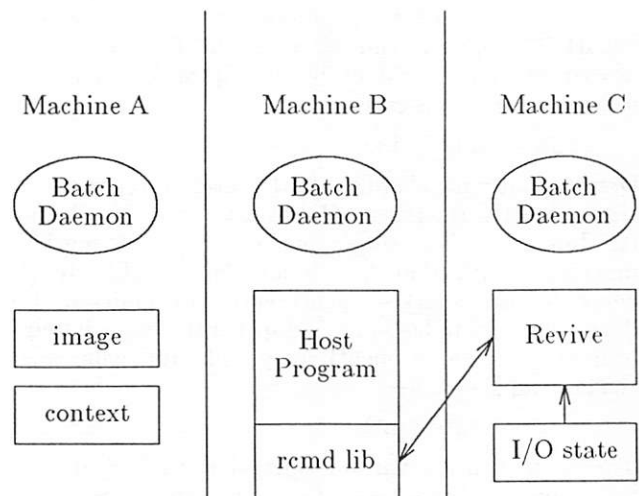 Machine A
Machine B
Machine C
Batch
Daemon
Batch
Daemon
Batch
Daemon
image
context
Host
Program
rcmd lib
Revive
I/O state